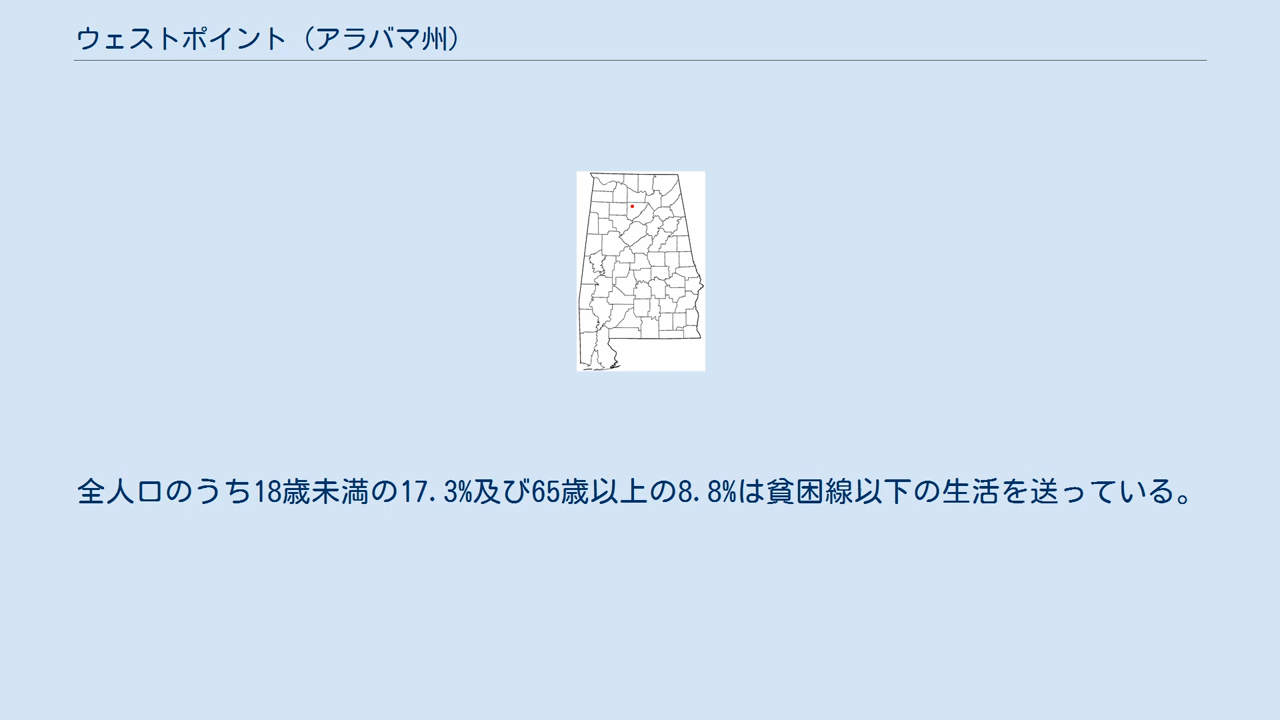 ウェストポイント（アラバマ州）
全人口のうち18歳未満の17.3%及び65歳以上の8.8%は貧困線以下の生活を送っている。